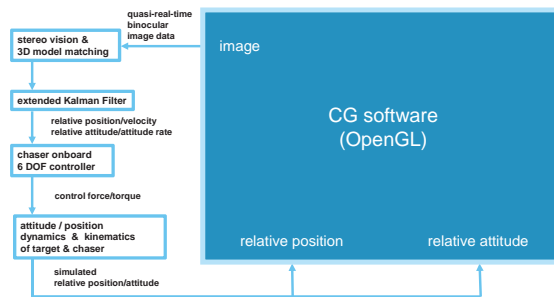 quasi-real-time
binocular
image data
stereo vision &
3D model matching
image
extended Kalman Filter
relative position/velocity
relative attitude/attitude rate
CG software
(OpenGL)
chaser onboard
6 DOF controller
control force/torque
attitude / position
dynamics & kinematics
of target & chaser
relative position
relative attitude
simulated
relative position/attitude